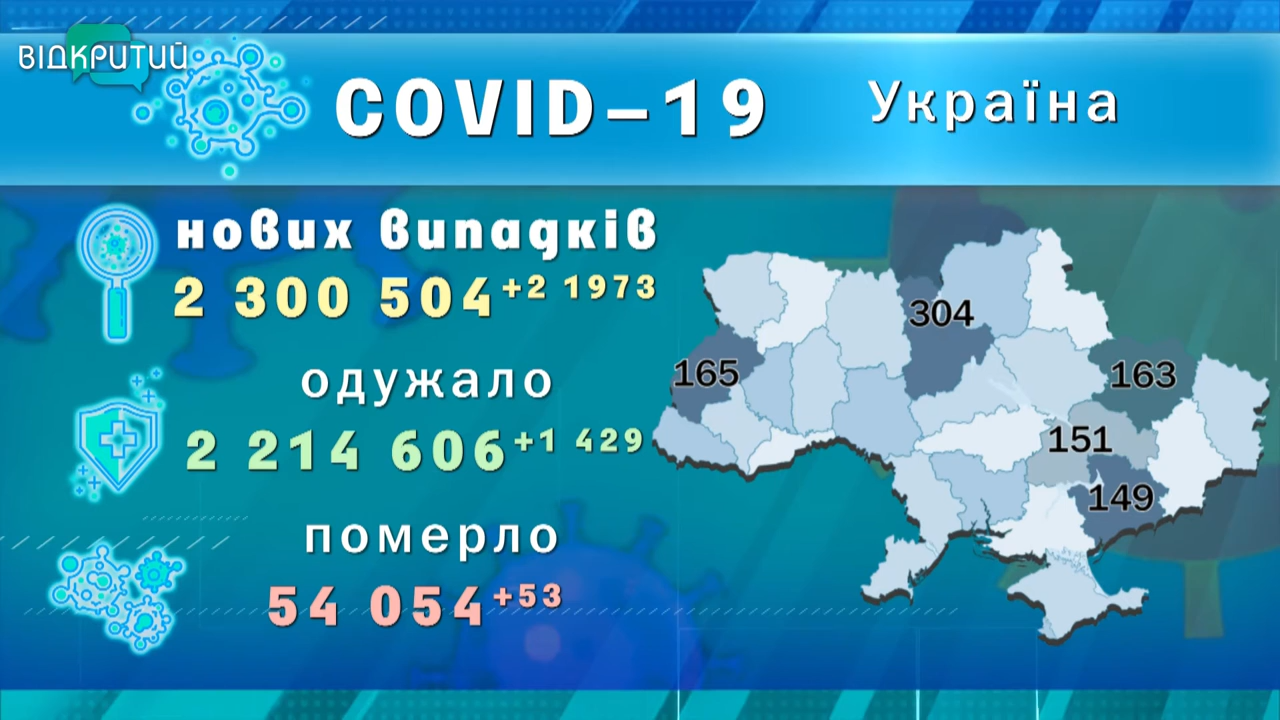 ВІДКРИТИЙ
COVID–19
Україна
нових випадків
2 300 504 +2 1973
одужало
2 214 606 +1 429
померло
54 054 +53
304
165
163
151
149